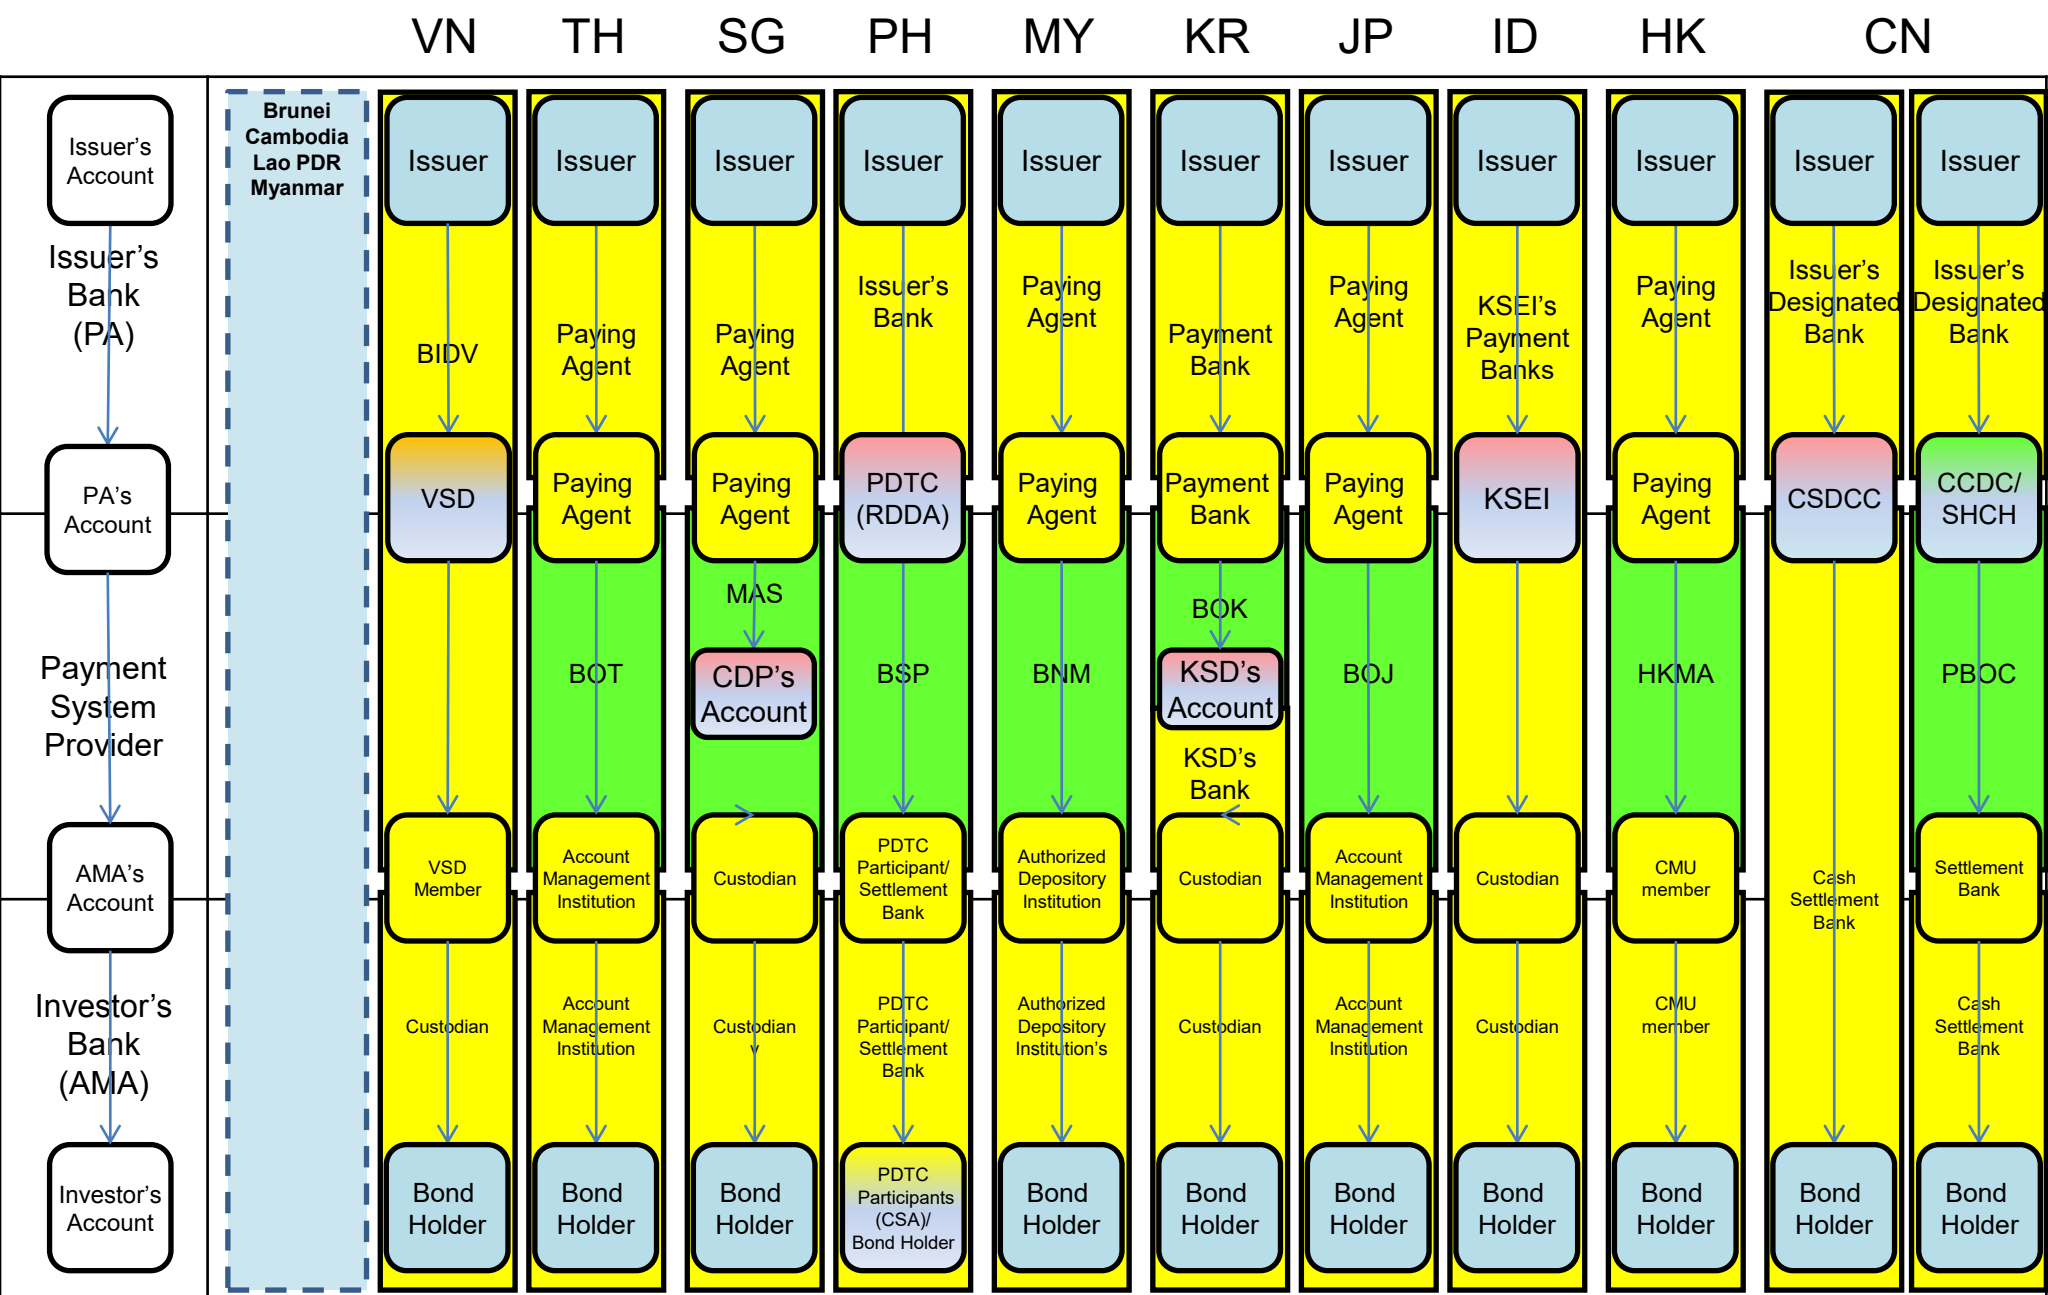 VN TH SG PH MY KR JP ID HK CN
Issuer's
Account
Brunei
Cambodia
Lao PDR
Myanmar
Issuer Issuer Issuer Issuer Issuer Issuer Issuer Issuer Issuer Issuer Issuer
Issuer's
Bank
(PA)
BIDV
Paying
Agent
Paying
Agent
Issuer's
Bank
Paying
Agent
Payment
Bank
Paying
Agent
KSEI's
Payment
Banks
Paying
Agent
Issuer's
Designated
Bank
Issuer's
Designated
Bank
PA's
Account
VSD
Paying
Agent
Paying
Agent
PDTC
(RDDA)
Paying
Agent
Payment
Bank
Paying
Agent
KSEI
Paying
Agent
CSDCC
CCDC/
SHCH
Payment
System
Provider
BOT
MAS
CDP's
Account
BSP
BNM
BOK
KSD's
Account
KSD's
Bank
BOJ
HKMA
PBOC
AMA's
Account
VSD
Member
Account
Management
Institution
Custodian
PDTC
Participant/
Settlement
Bank
Authorized
Depository
Institution
Custodian
Account
Management
Institution
Custodian
CMU
member
Cash
Settlement
Bank
Settlement
Bank
Investor's
Bank
(AMA)
Custodian
Account
Management
Institution
Custodian
PDTC
Participant/
Settlement
Bank
Authorized
Depository
Institution's
Custodian
Account
Management
Institution
Custodian
CMU
member
Cash
Settlement
Bank
Investor's
Account
Bond
Holder
Bond
Holder
Bond
Holder
PDTC
Participants
(CSA)/
Bond Holder
Bond
Holder
Bond
Holder
Bond
Holder
Bond
Holder
Bond
Holder
Bond
Holder
Bond
Holder